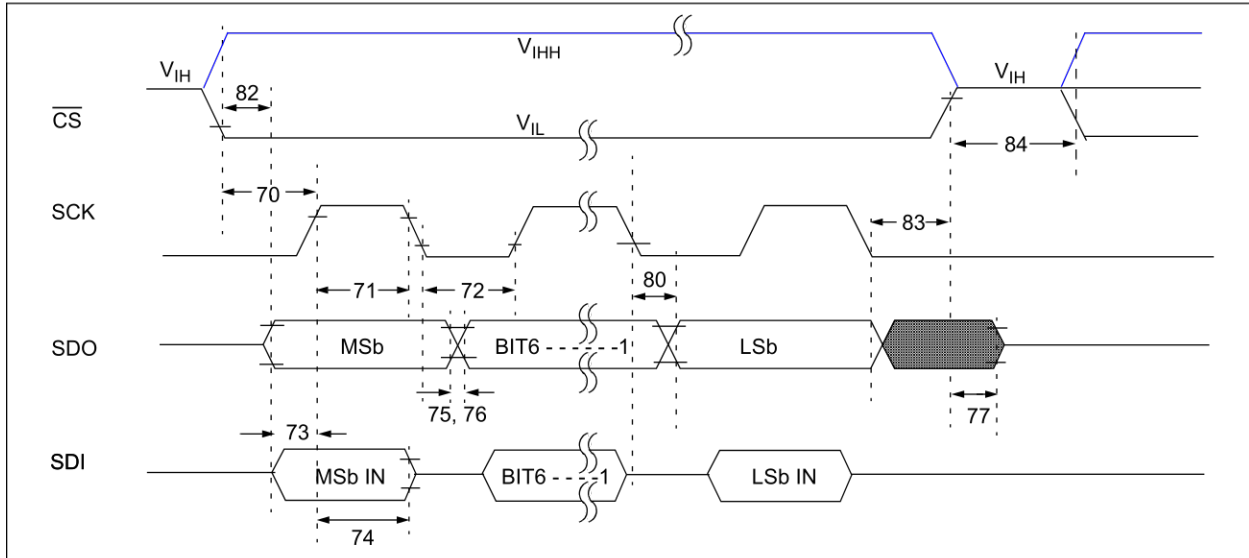 VIHH
VIH
VIH
82
CS
VIL
84
70
SCK
83
80
71
72
SDO
MSb
BIT6 - - - - - -1
LSb
75, 76
77
73
SDI
MSb IN
BIT6 - - - -1
LSb IN
74